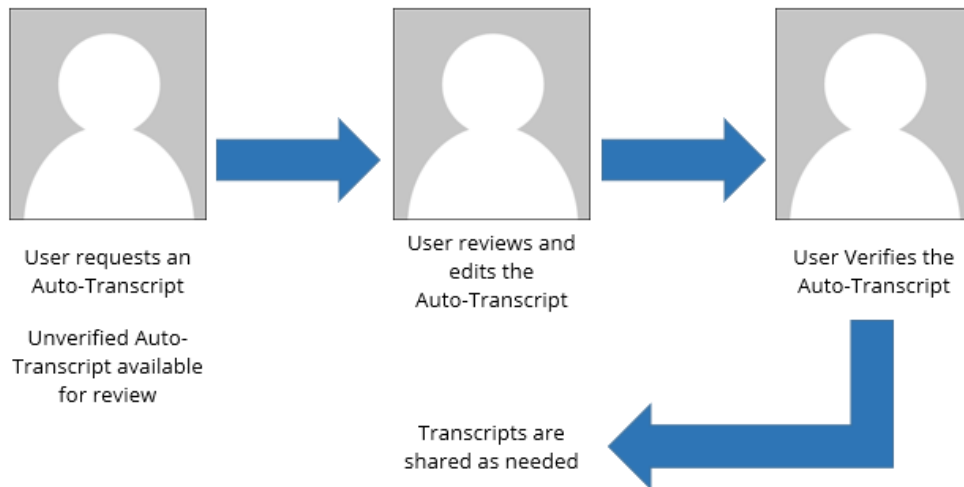 User requests an
Auto-Transcript
Unverified Auto-
Transcript available
for review
User reviews and
edits the
Auto-Transcript
User Verifies the
Auto-Transcript
Transcripts are
shared as needed